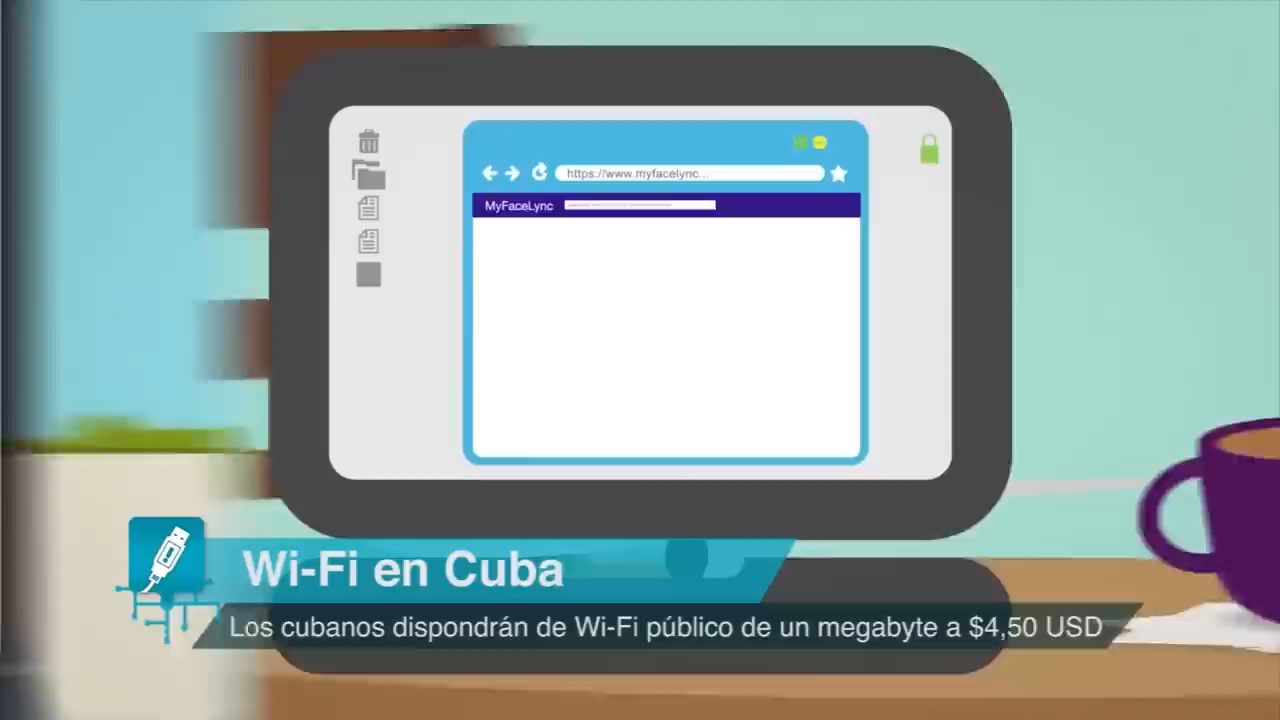 https://www.myfacelync...
MyFaceLync
Wi-Fi en Cuba
Los cubanos dispondrán de Wi-Fi público de un megabyte a $4,50 USD